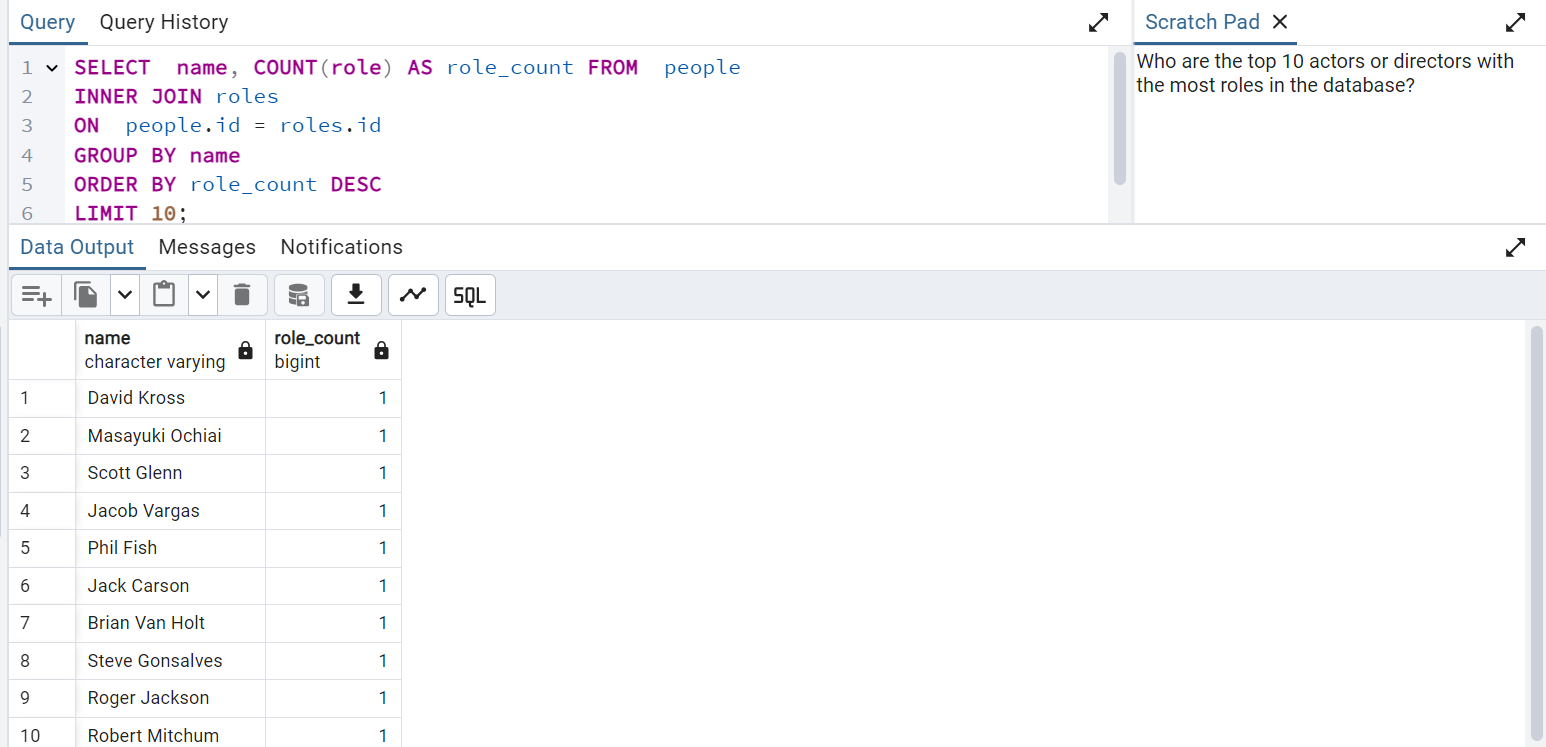 Query Query History
Scratch Pad
1 SELECT  name, COUNT(role) AS role_count FROM  people
2 INNER JOIN roles
3 ON  people.id = roles.id
4 GROUP BY name
5 ORDER BY role_count DESC
6 LIMIT 10;
Who are the top 10 actors or directors with
the most roles in the database?
Data Output Messages Notifications
SQL
name role_count
character varying bigint
1 David Kross 1
2 Masayuki Ochiai 1
3 Scott Glenn 1
4 Jacob Vargas 1
5 Phil Fish 1
6 Jack Carson 1
7 Brian Van Holt 1
8 Steve Gonsalves 1
9 Roger Jackson 1
10 Robert Mitchum 1